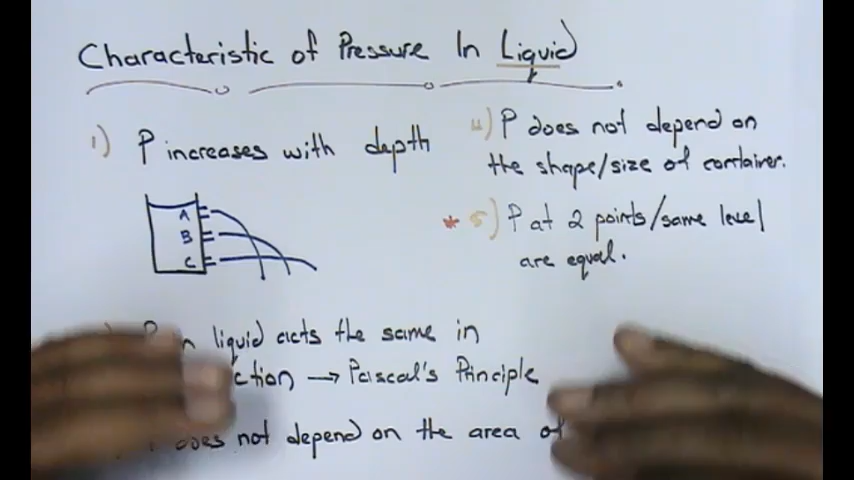 Characteristic of Pressure In Liquid
1) P increases with depth
A
B
C
liquid acts the same in
→ Pascal's Principle
does not depend on the area of
4) P does not depend on
the shape/size of container.
* 5) P at 2 points/same level
are equal.